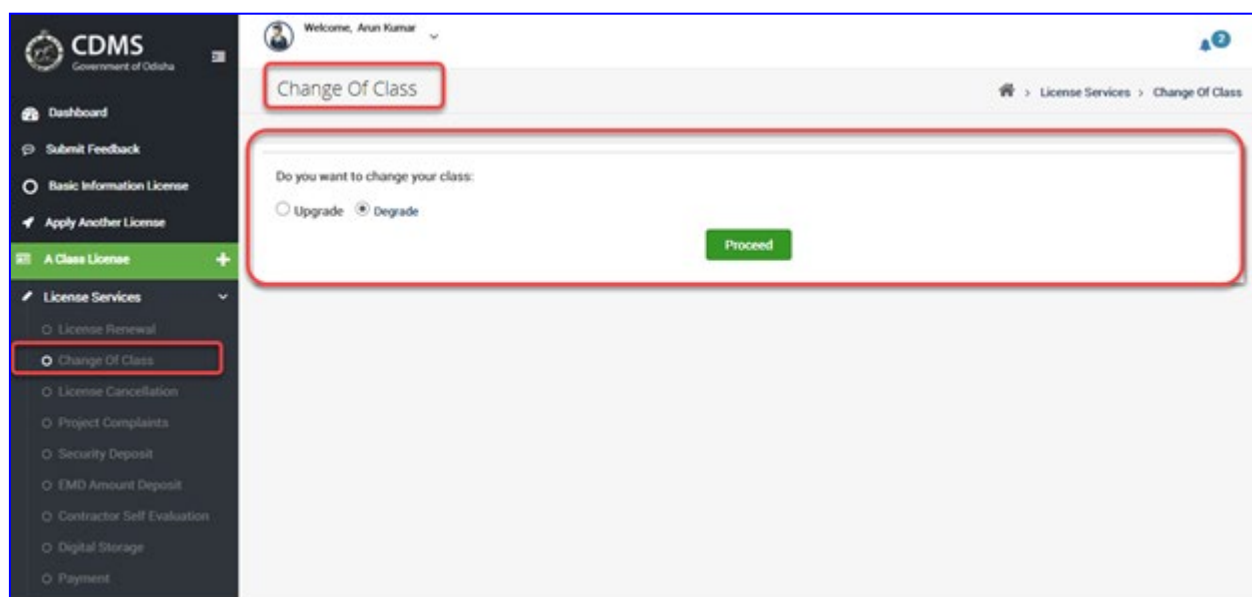 CDMS
Government of Odisha
Dashboard
Submit Feedback
Basic Information License
Apply Another License
A Class License
License Services
License Renewal
Change Of Class
License Cancellation
Project Complaints
Security Deposit
EMD Amount Deposit
Contractor Self Evaluation
Digital Storage
Payment
Welcome, Arun Kumar
2
Change Of Class
> License Services > Change Of Class
Do you want to change your class:
Upgrade Degrade
Proceed